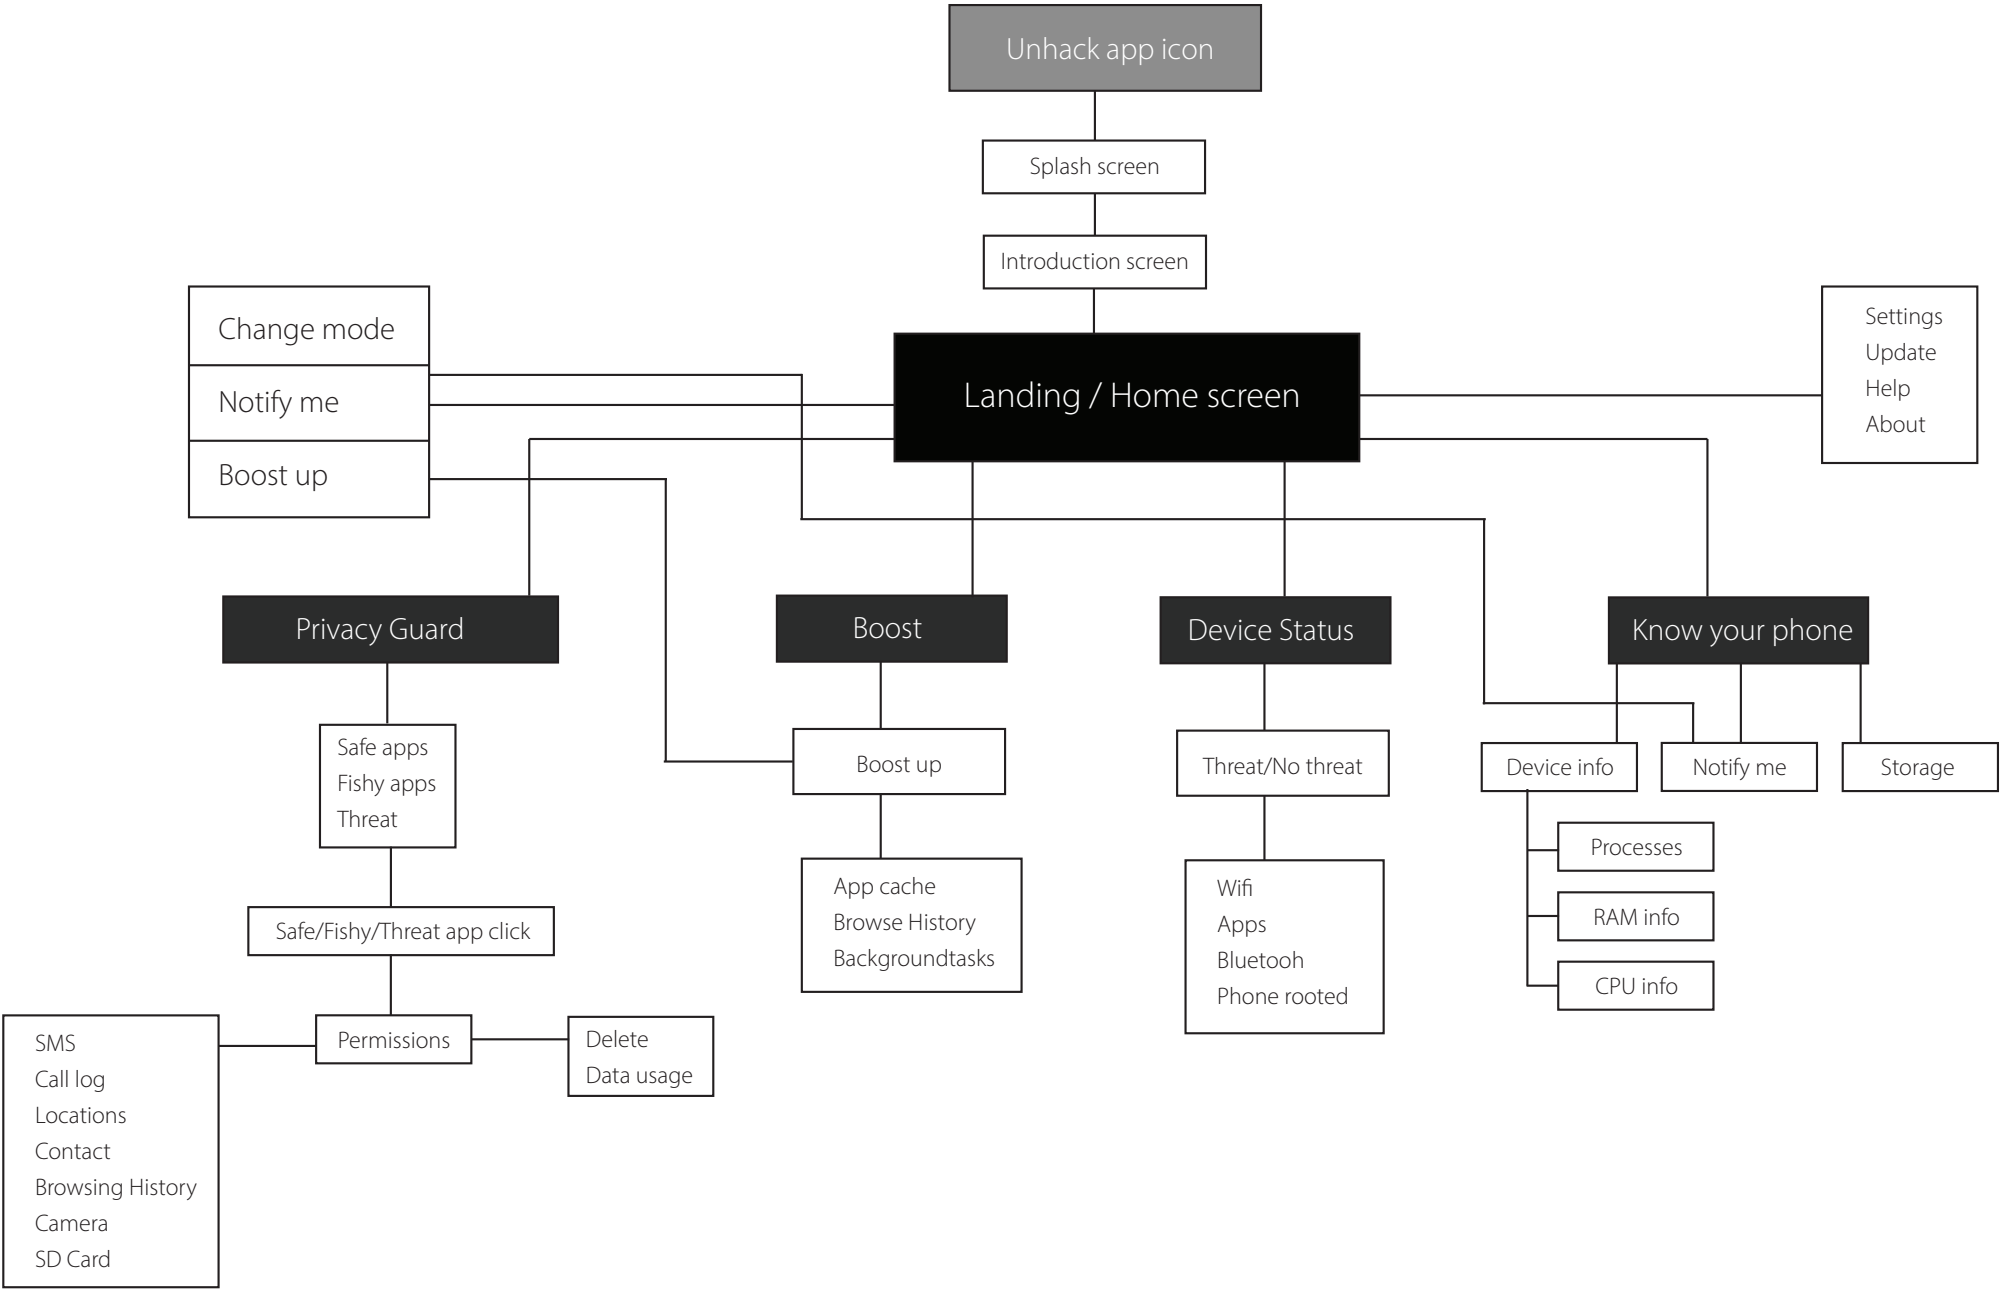 Unhack app icon
Splash screen
Introduction screen
Change mode
Notify me
Boost up
Landing / Home screen
Settings
Update
Help
About
Privacy Guard
Boost
Device Status
Know your phone
Safe apps
Fishy apps
Threat
Boost up
Threat/No threat
Device info
Notify me
Storage
Safe/Fishy/Threat app click
App cache
Browse History
Backgroundtasks
Wifi
Apps
Bluetooh
Phone rooted
Processes
RAM info
CPU info
SMS
Call log
Locations
Contact
Browsing History
Camera
SD Card
Permissions
Delete
Data usage